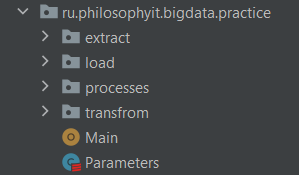 ru.philosophyit.bigdata.practice
extract
load
processes
transfrom
Main
Parameters